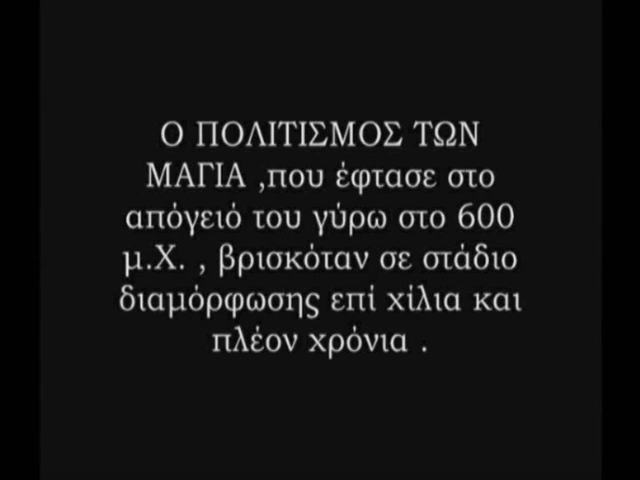 Ο ΠΟΛΙΤΙΣΜΟΣ ΤΩΝ
ΜΑΓΙΑ ,που έφτασε στο
απόγειό του γύρω στο 600
μ.Χ. , βρισκόταν σε στάδιο
διαμόρφωσης επί χίλια και
πλέον χρόνια .